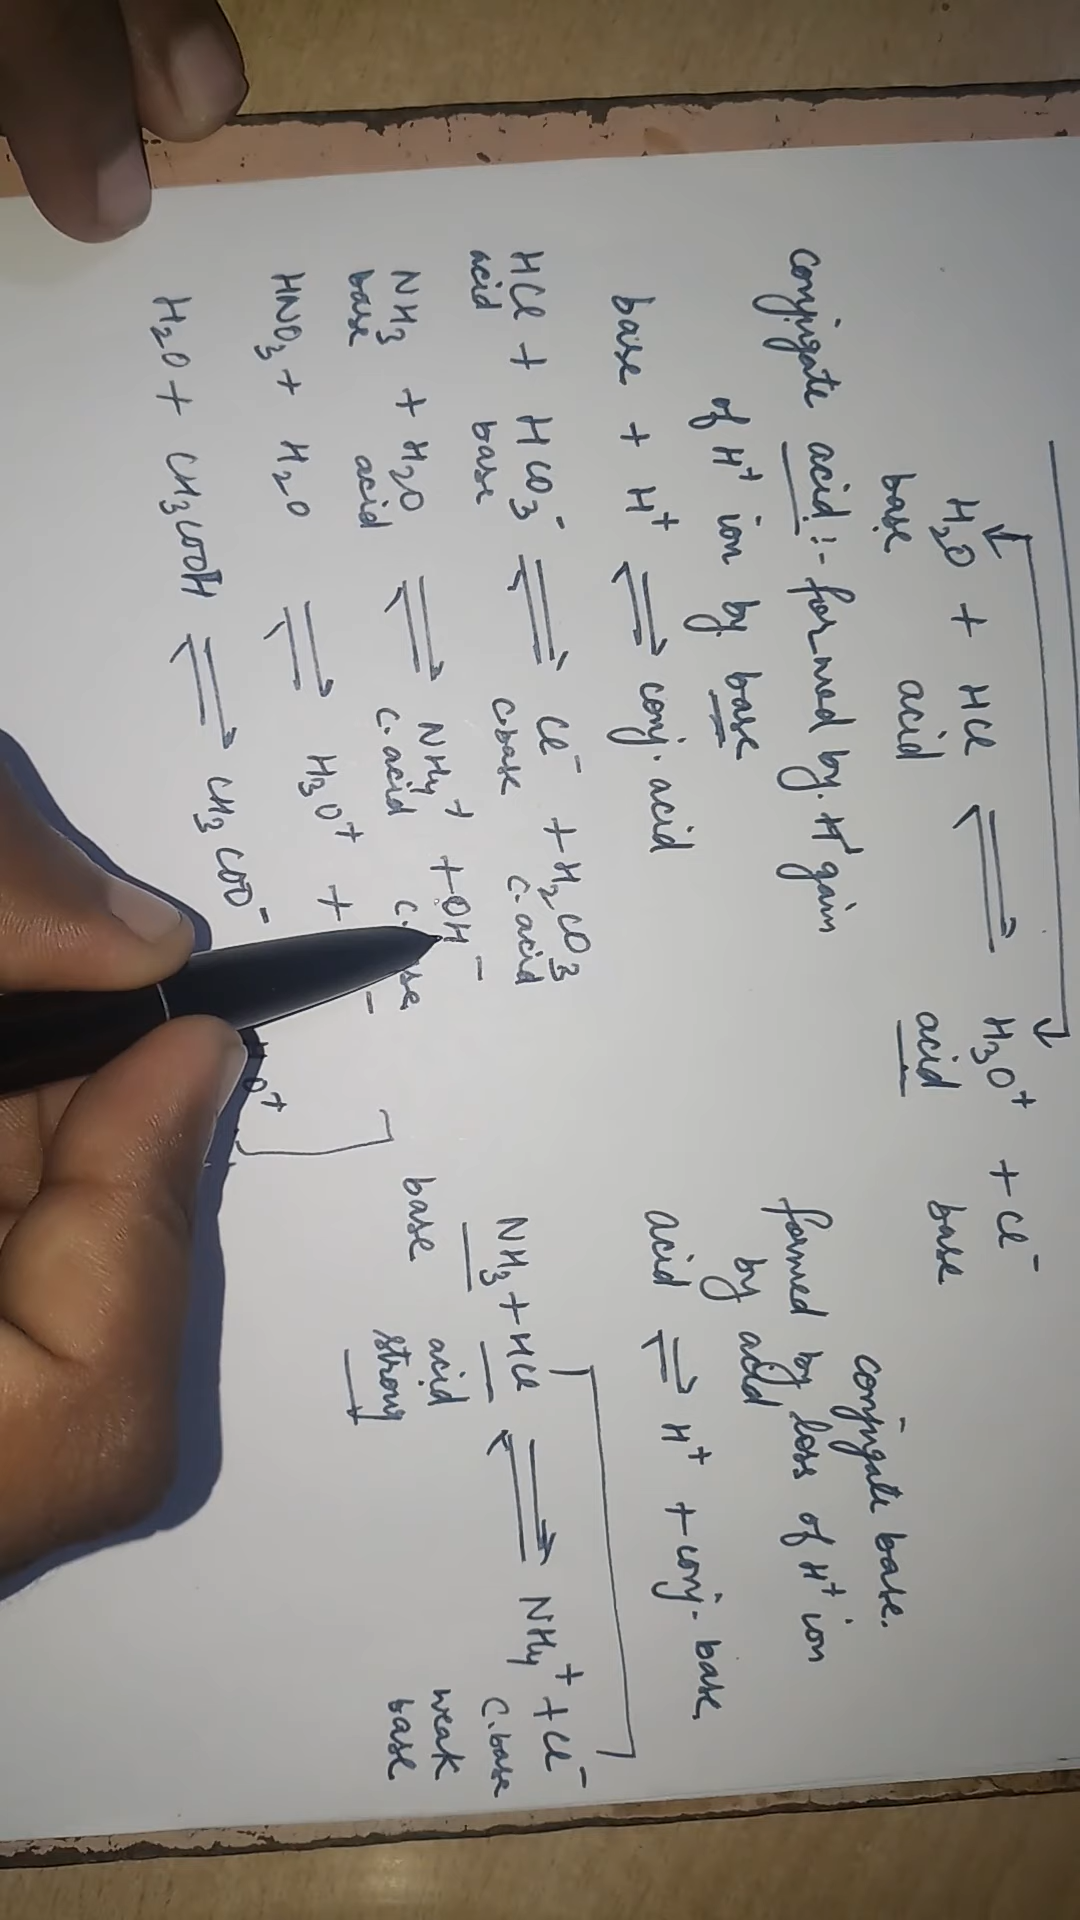 H2O + HCl ⇌ H3O+ + Cl-
base acid acid base
conjugate acid :- formed by H+ gain
of H+ ion by base
base + H+ ⇌ conj. acid
HCl + HCO3- ⇌ Cl- + H2CO3
acid base c.base c.acid
NH3 + H2O ⇌ NH4+ + OH-
base acid c.acid
HNO3 + H2O ⇌ H3O+ +
H2O + CH3COOH ⇌ CH3COO-
conjugate base.
formed by loss of H+ ion
by acid
acid ⇌ H+ + conj. base.
NH3 + HCl ⇌ NH4+ + Cl-
base acid c.base
strong weak
base